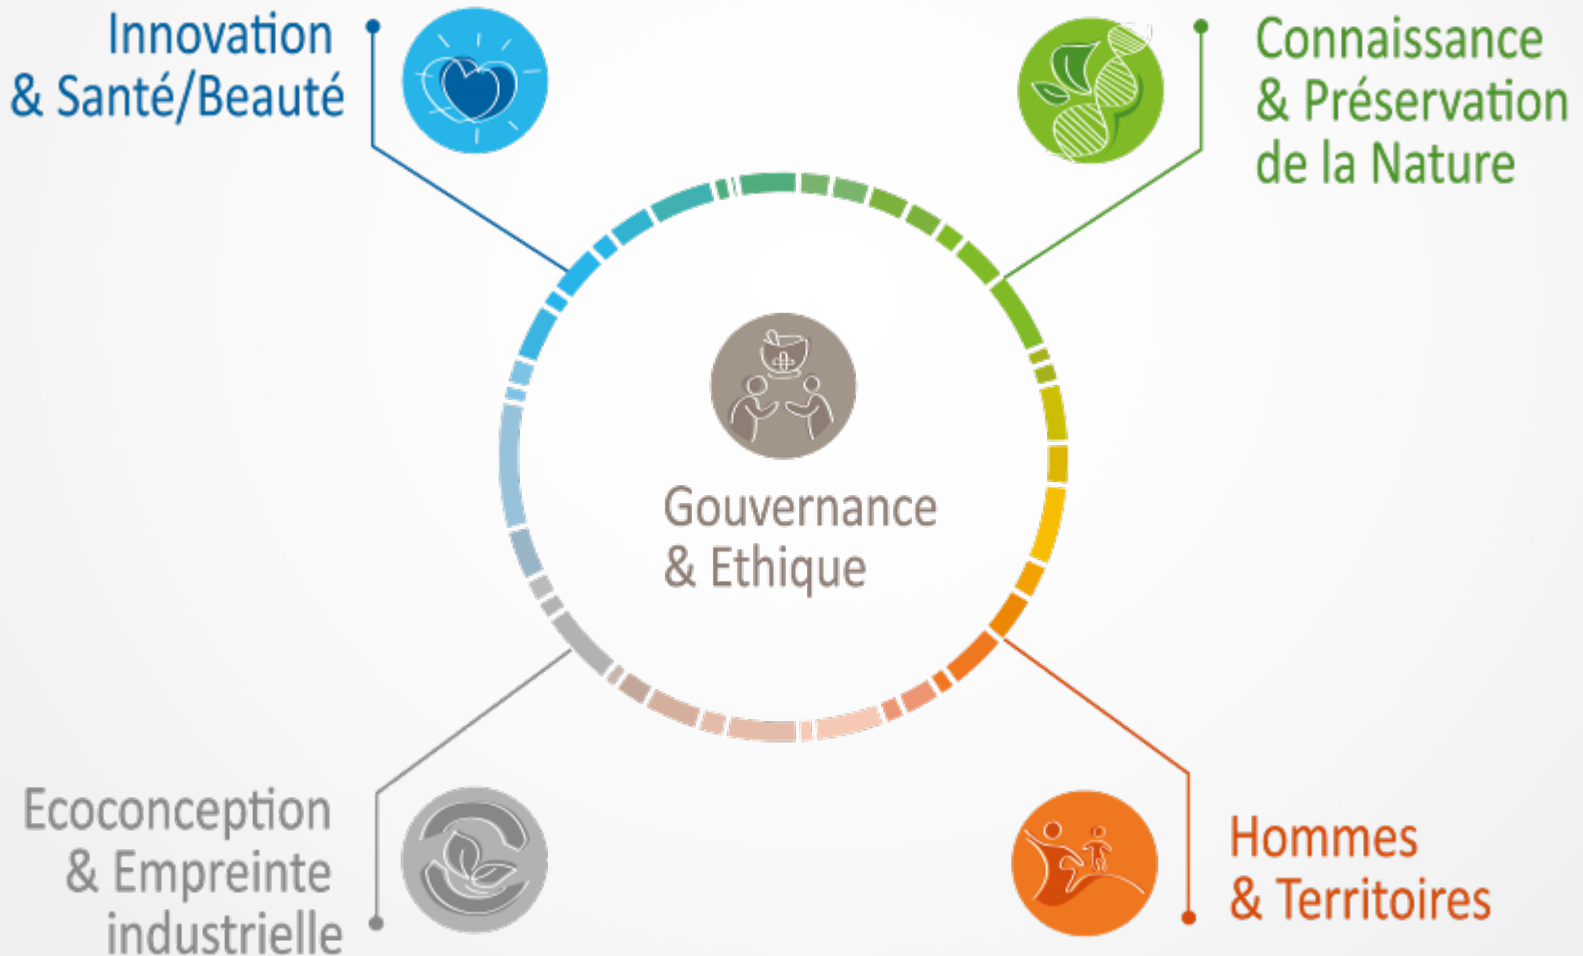 Innovation
& Santé/Beauté
Connaissance
& Préservation
de la Nature
Gouvernance
& Ethique
Ecoconception
& Empreinte
industrielle
Hommes
& Territoires